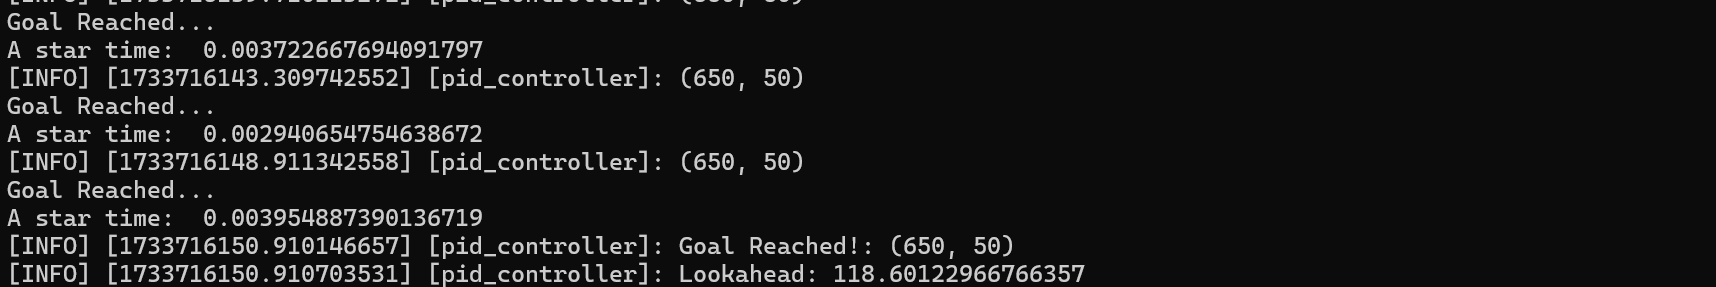 Goal Reached...
A star time:  0.003722667694091797
[INFO] [1733716143.309742552] [pid_controller]: (650, 50)
Goal Reached...
A star time:  0.002940654754638672
[INFO] [1733716148.911342558] [pid_controller]: (650, 50)
Goal Reached...
A star time:  0.003954887390136719
[INFO] [1733716150.910146657] [pid_controller]: Goal Reached!: (650, 50)
[INFO] [1733716150.910703531] [pid_controller]: Lookahead: 118.60122966766357